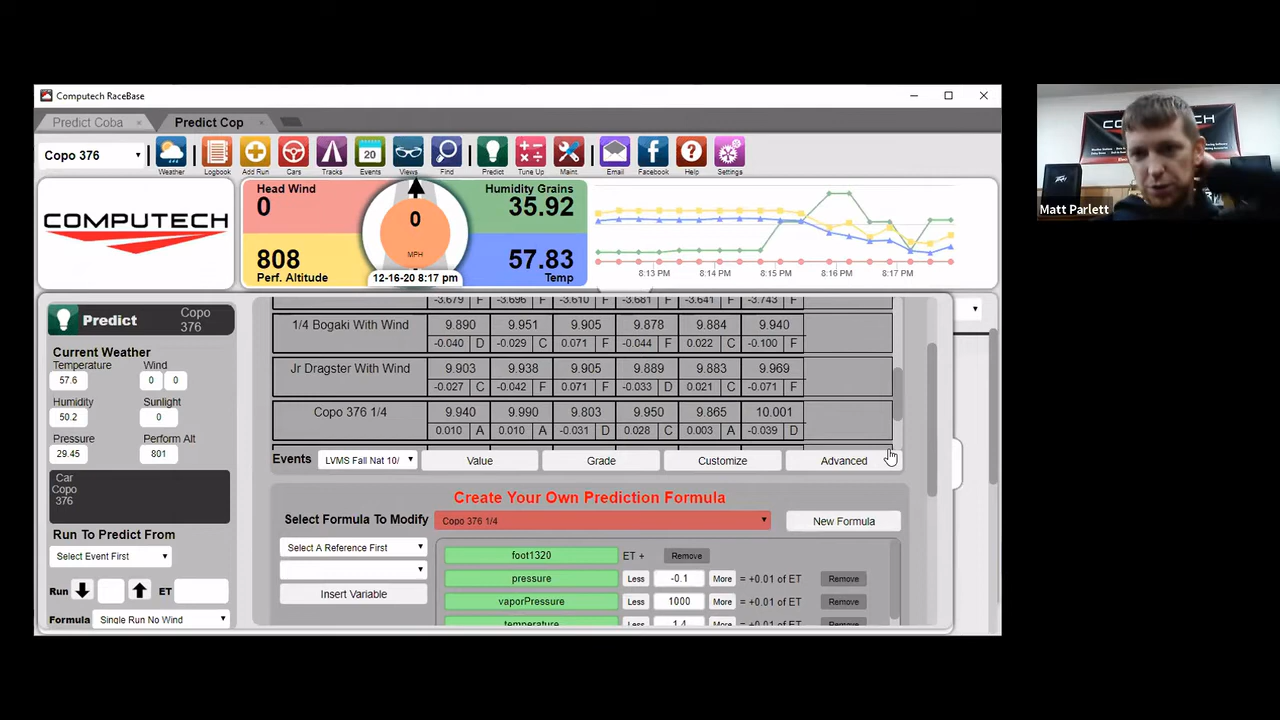 Computech RaceBase
Predict Coba ×
Predict Cop ×
Copo 376
Weather Logbook Add Run Cars Tracks Events Views Find Predict Tune Up Maint Email Facebook Help Settings
20
COMPUTECH
Head Wind
0
808
Perf. Altitude
0
MPH
12-16-20 8:17 pm
Humidity Grains
35.92
57.83
Temp
8:13 PM 8:14 PM 8:15 PM 8:16 PM 8:17 PM
Matt Parlett
Predict
Copo
376
Current Weather
Temperature Wind
57.6 0 0
Humidity Sunlight
50.2 0
Pressure Perform Alt
29.45 801
Car
Copo
376
Run To Predict From
Select Event First
Run ET
Formula Single Run No Wind
-3.679 F -3.696 F -3.610 F -3.681 F -3.641 F -3.743 F
1/4 Bogaki With Wind 9.890 9.951 9.905 9.878 9.884 9.940
-0.040 D -0.029 C 0.071 F -0.044 F 0.022 C -0.100 F
Jr Dragster With Wind 9.903 9.938 9.905 9.889 9.883 9.969
-0.027 C -0.042 F 0.071 F -0.033 D 0.021 C -0.071 F
Copo 376 1/4 9.940 9.990 9.803 9.950 9.865 10.001
0.010 A 0.010 A -0.031 D 0.028 C 0.003 A -0.039 D
Events LVMS Fall Nat 10/ Value Grade Customize Advanced
Create Your Own Prediction Formula
Select Formula To Modify Copo 376 1/4 New Formula
Select A Reference First
Insert Variable
foot1320 ET + Remove
pressure Less -0.1 More = +0.01 of ET Remove
vaporPressure Less 1000 More = +0.01 of ET Remove
temperature Less 1.4 More = +0.01 of ET Remove